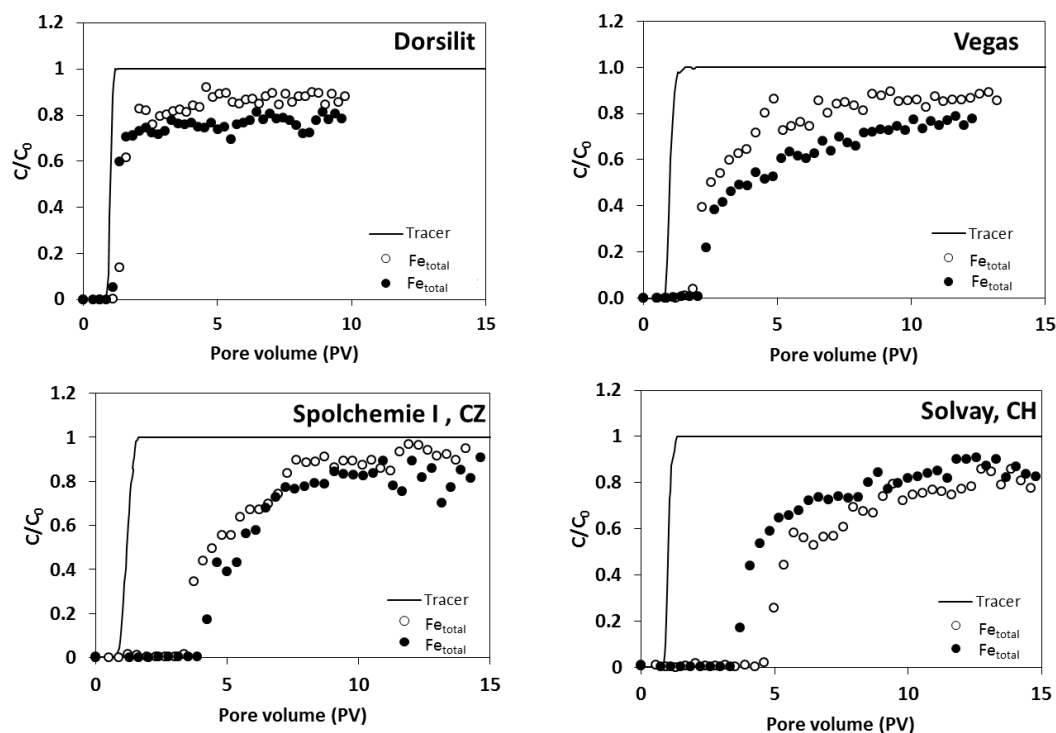 Dorsilit
1.2
1
0.8
0.6
0.4
0.2
0
C/C0
0 5 10 15
Pore volume (PV)
Tracer
Fetotal
Fetotal
Vegas
1.2
1.0
0.8
0.6
0.4
0.2
0.0
C/C0
0 5 10 15
Pore volume (PV)
Tracer
Fetotal
Fetotal
Spolchemie I , CZ
1.2
1
0.8
0.6
0.4
0.2
0
C/C0
0 5 10 15
Pore volume (PV)
Tracer
Fetotal
Fetotal
Solvay, CH
1.2
1
0.8
0.6
0.4
0.2
0
C/C0
0 5 10 15
Pore volume (PV)
Tracer
Fetotal
Fetotal